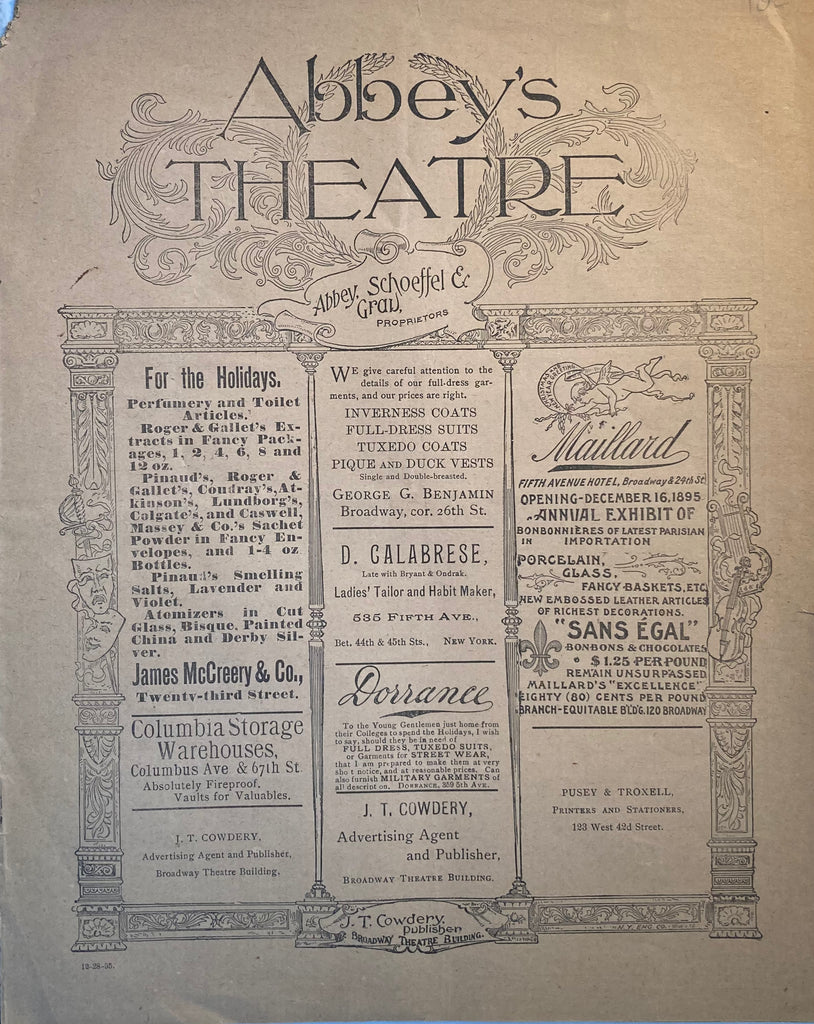 Abbey's
THEATRE
Abbey, Schoeffel &
Grau,
PROPRIETORS
For the Holidays.
Perfumery and Toilet
Articles.
Roger & Gallet's Ex-
tracts in Fancy Pack-
ages, 1, 2, 4, 6, 8 and
12 oz.
Pinaud's, Roger &
Gallet's, Coudray's, At-
kinson's, Lundborg's,
Colgate's, and Caswell,
Massey & Co.'s Sachet
Powder in Fancy En-
velopes, and 1-4 oz.
Bottles.
Pinaud's Smelling
Salts, Lavender and
Violet.
Atomizers in Cut
Glass, Bisque, Painted
China and Derby Sil-
ver.
James McCreery & Co.,
Twenty-third Street.
Columbia Storage
Warehouses,
Columbus Ave & 67th St.
Absolutely Fireproof.
Vaults for Valuables.
J. T. COWDERY,
Advertising Agent and Publisher,
Broadway Theatre Building.
WE give careful attention to the
details of our full-dress gar-
ments, and our prices are right.
INVERNESS COATS
FULL-DRESS SUITS
TUXEDO COATS
PIQUE AND DUCK VESTS
Single and Double-breasted.
GEORGE G. BENJAMIN
Broadway, cor. 26th St.
D. CALABRESE,
Late with Bryant & Ondrak.
Ladies' Tailor and Habit Maker,
535 FIFTH AVE.,
Bet. 44th & 45th Sts., NEW YORK.
Dorrance
To the Young Gentlemen just home from
their Colleges to spend the Holidays, I wish
to say, should they be in need of
FULL DRESS, TUXEDO SUITS,
or Garments for STREET WEAR,
that I am prepared to make them at very
short notice, and at reasonable prices. Can
also furnish MILITARY GARMENTS of
all description. DORRANCE, 359 5th AVE.
J. T. COWDERY,
Advertising Agent
and Publisher,
BROADWAY THEATRE BUILDING.
CHRISTMAS AND
NEW YEAR GREETING
Maillard
FIFTH AVENUE HOTEL, Broadway & 24th St.
OPENING-DECEMBER 16, 1895
ANNUAL EXHIBIT OF
BONBONNIÈRES OF LATEST PARISIAN
IN IMPORTATION
PORCELAIN,
GLASS,
FANCY BASKETS, ETC
NEW EMBOSSED LEATHER ARTICLES
OF RICHEST DECORATIONS.
"SANS ÉGAL"
BONBONS & CHOCOLATES
$1.25 PER POUND
REMAIN UNSURPASSED
MAILLARD'S "EXCELLENCE"
EIGHTY (80) CENTS PER POUND
BRANCH-EQUITABLE BL'D'G. 120 BROADWAY
PUSEY & TROXELL,
PRINTERS AND STATIONERS,
123 West 42d Street.
J. T. Cowdery.
Publisher
BROADWAY THEATRE BUILDING.
N.Y. ENG. CO.
12-28-95.